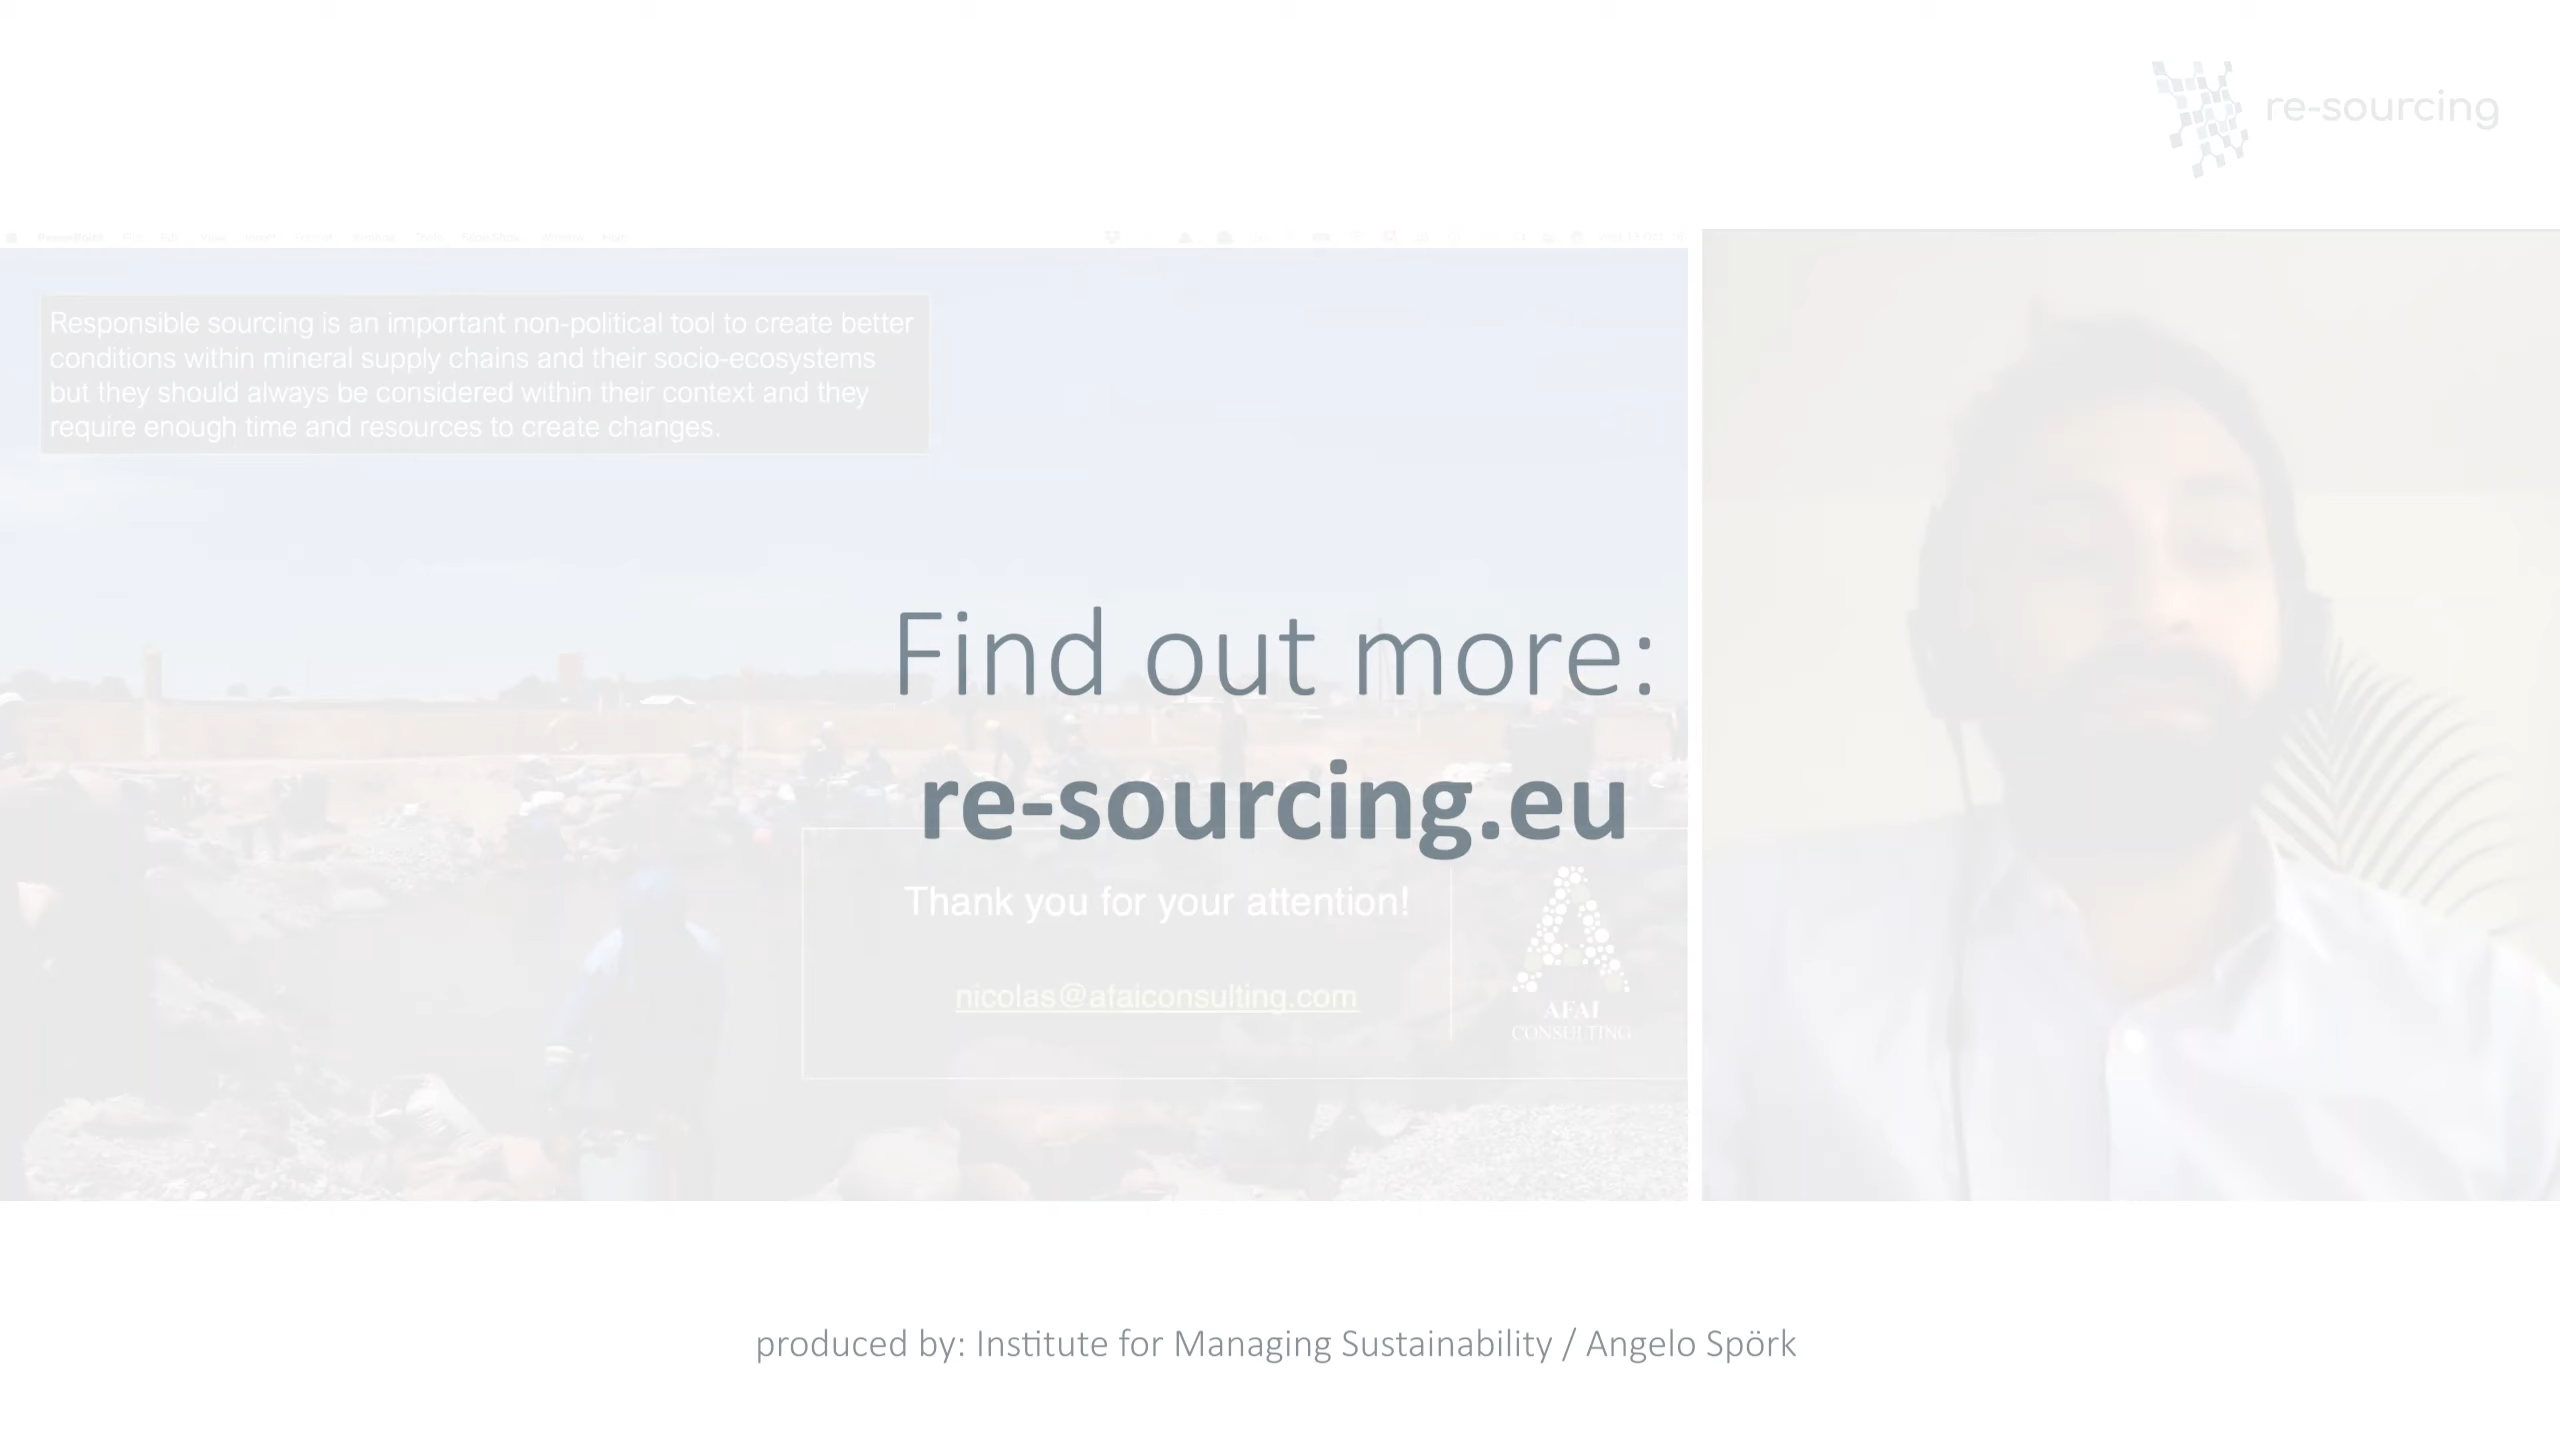 re-sourcing
Responsible sourcing is an important non-political tool to create better
conditions within mineral supply chains and their socio-ecosystems
but they should always be considered within their context and they
require enough time and resources to create changes.
Find out more:
re-sourcing.eu
Thank you for your attention!
nicolas@afaiconsulting.com
AFAI
CONSULTING
produced by: Institute for Managing Sustainability / Angelo Spörk